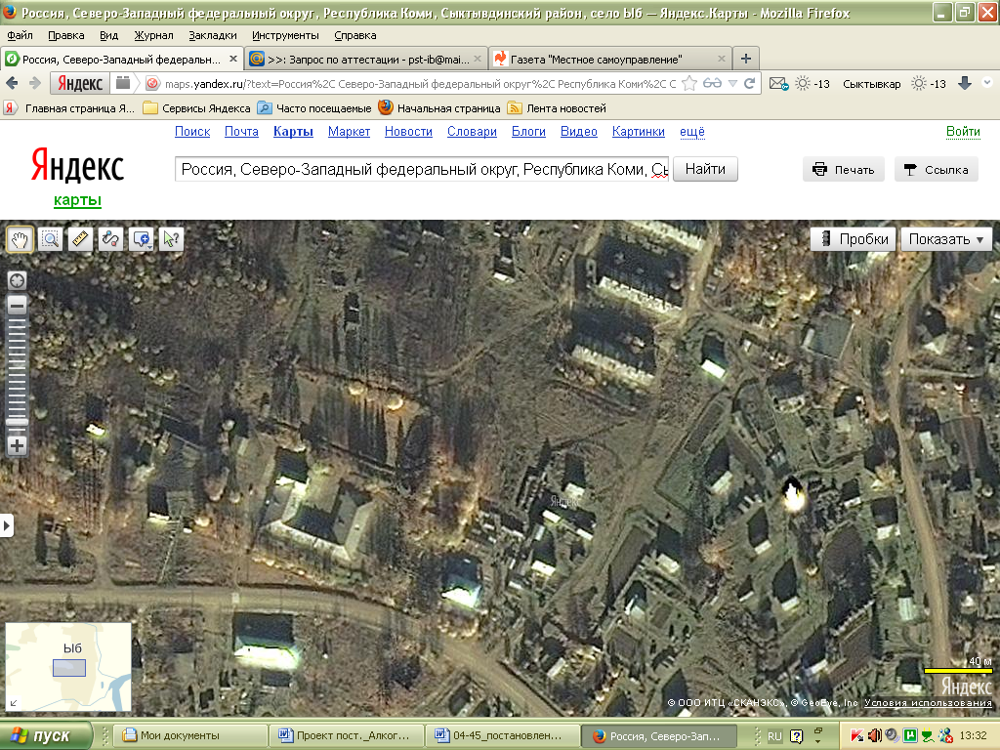 Россия, Северо-Западный федеральный округ, Республика Коми, Сыктывдинский район, село Ыб — Яндекс.Карты - Mozilla Firefox
Файл Правка Вид Журнал Закладки Инструменты Справка
Россия, Северо-Западный федеральн... >>: Запрос по аттестации - pst-ib@mai... Газета "Местное самоуправление"
Яндекс maps.yandex.ru/?text=Россия%2C Северо-Западный федеральный округ%2C Республика Коми%2C С -13 Сыктывкар -13
Главная страница Я... Сервисы Яндекса Часто посещаемые Начальная страница Лента новостей
Поиск Почта Карты Маркет Новости Словари Блоги Видео Картинки ещё Войти
Яндекс Россия, Северо-Западный федеральный округ, Республика Коми, Сы Найти Печать Ссылка
карты
Пробки Показать
Яндекс
Ыб
40 м
Яндекс
© ООО ИТЦ «СКАНЭКС», © GeoEye, Inc Условия использования
пуск Мои документы Проект пост._Алког... 04-45_постановлен... Россия, Северо-Зап... RU 13:32